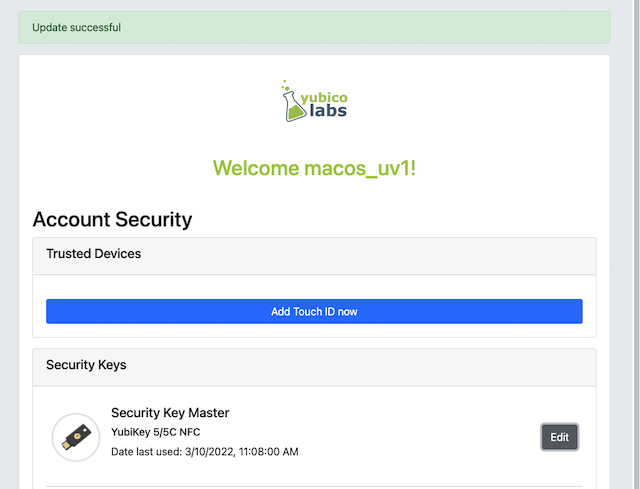 Update successful
yubico
labs
Welcome macos_uv1!
Account Security
Trusted Devices
Add Touch ID now
Security Keys
Security Key Master
YubiKey 5/5C NFC
Edit
Date last used: 3/10/2022, 11:08:00 AM